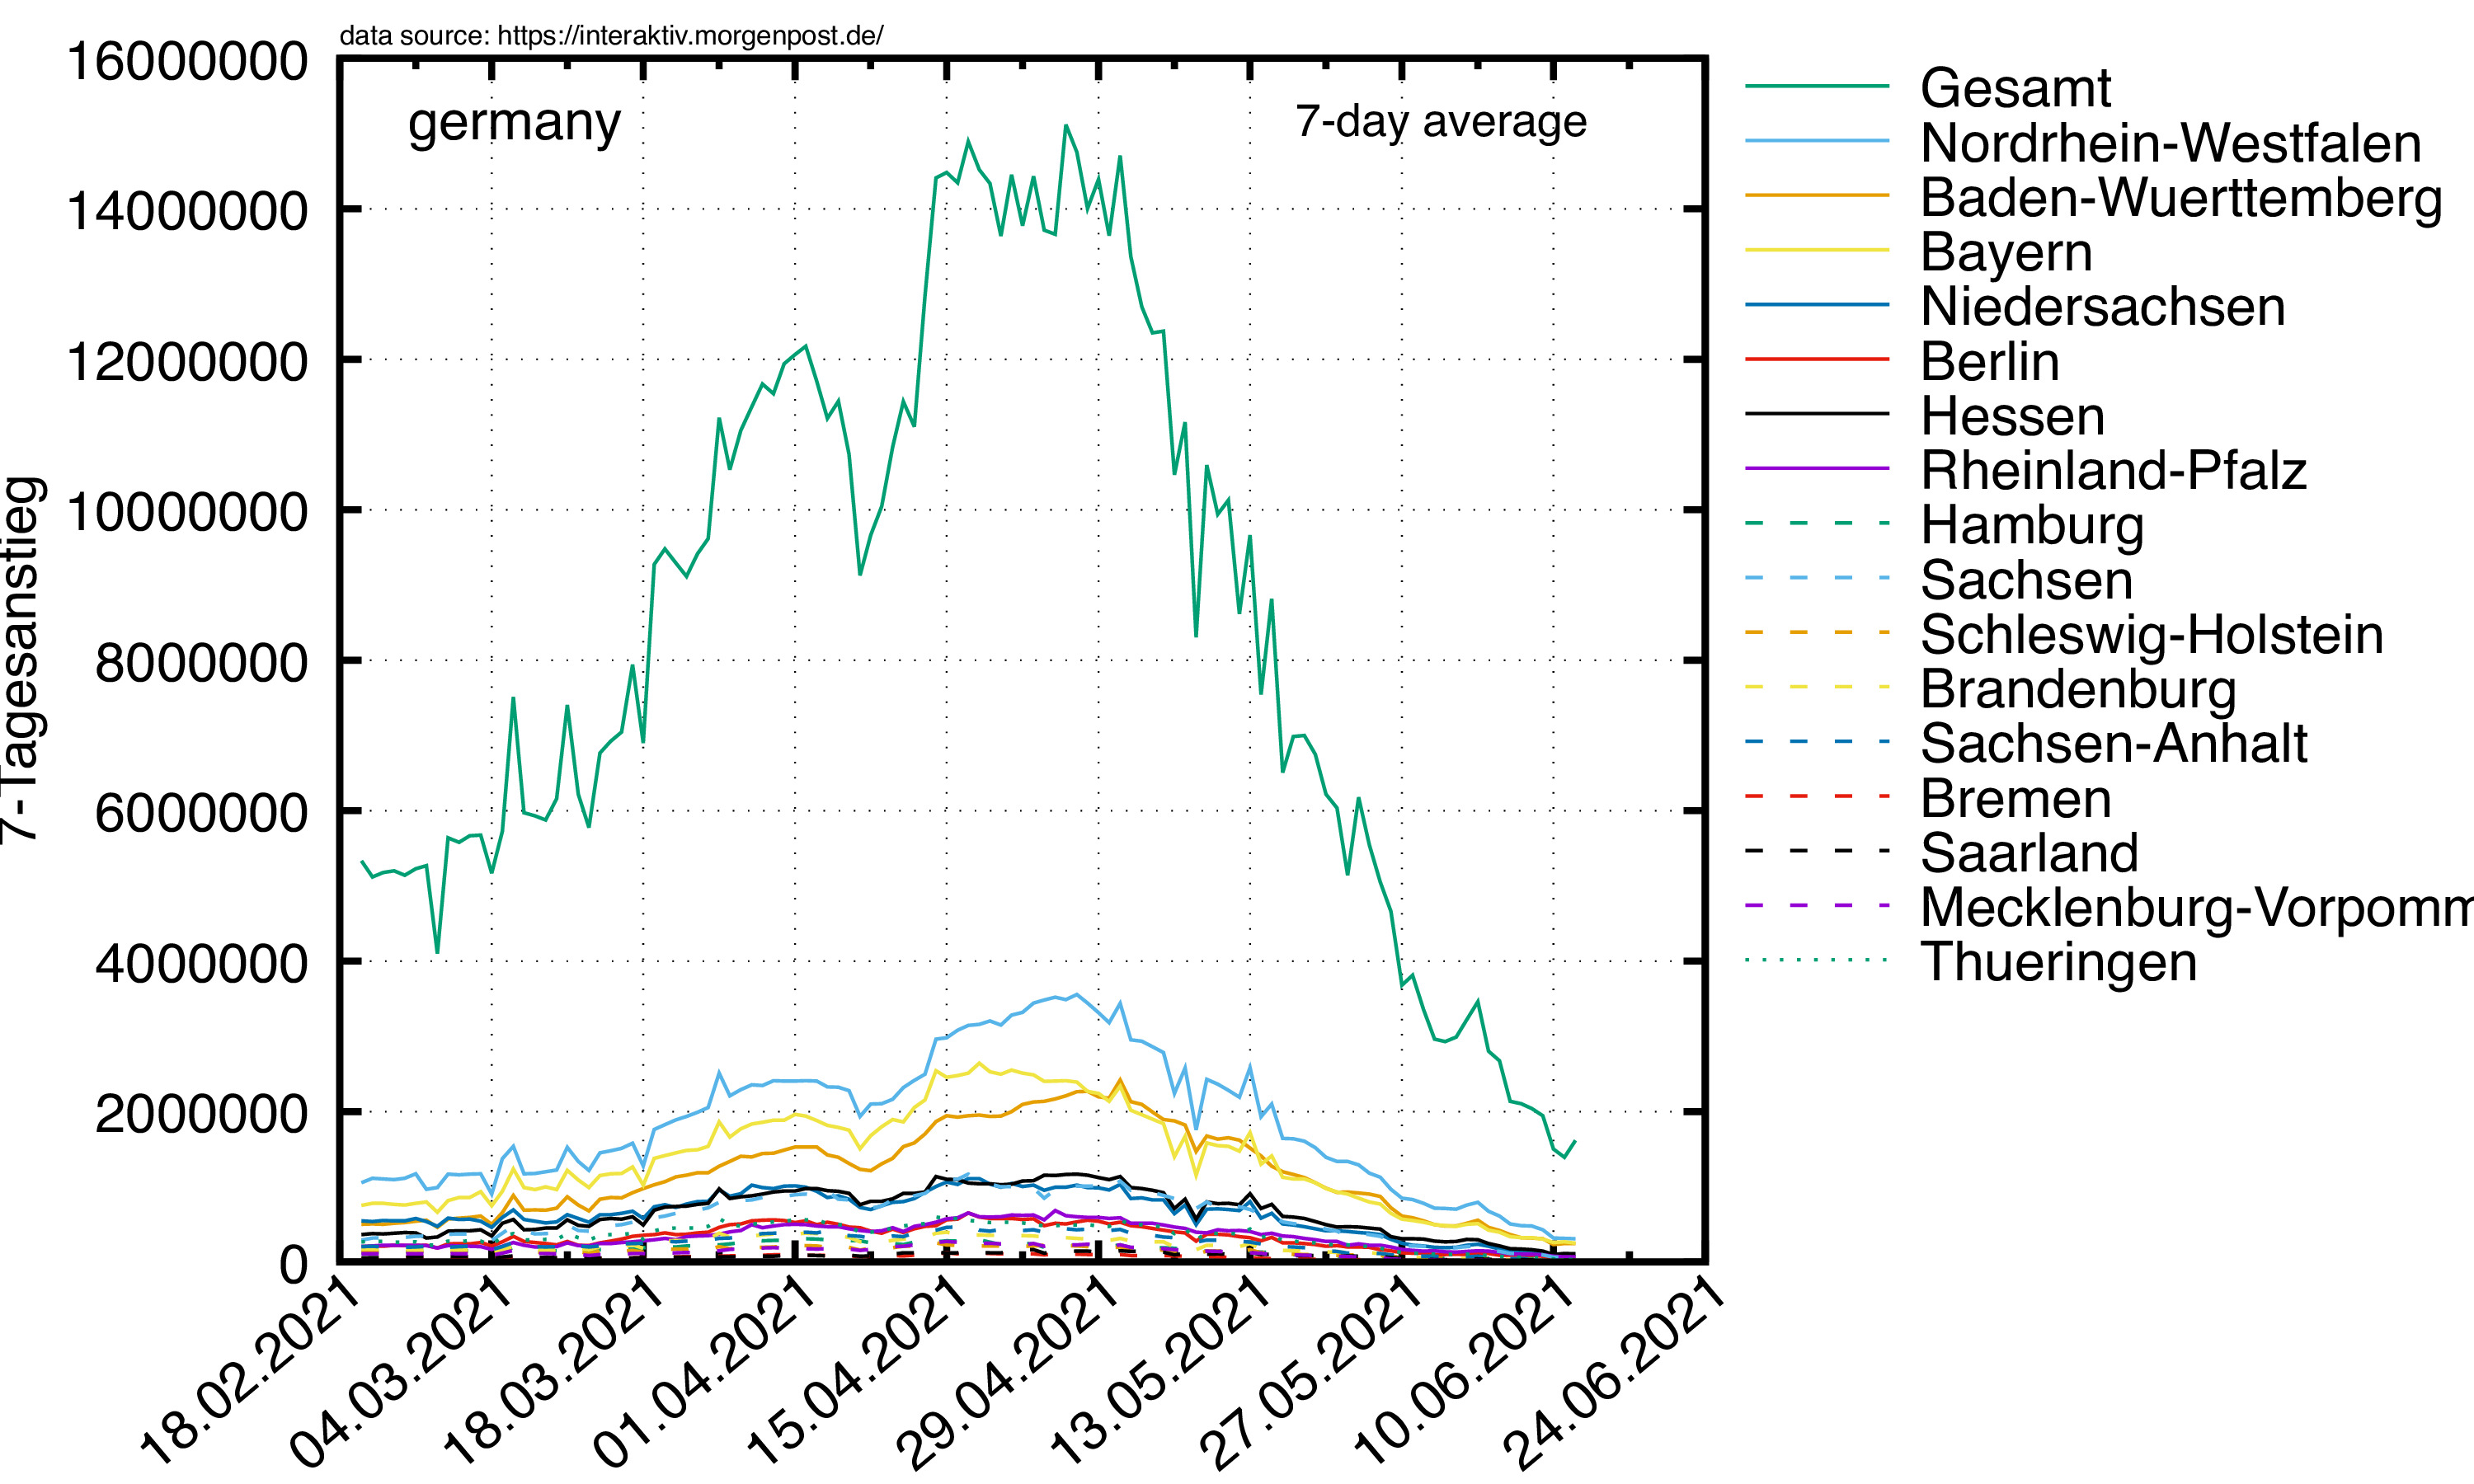 data source: https://interaktiv.morgenpost.de/
germany
7-day average
7-Tagesanstieg
16000000
14000000
12000000
10000000
8000000
6000000
4000000
2000000
0
18.02.2021
04.03.2021
18.03.2021
01.04.2021
15.04.2021
29.04.2021
13.05.2021
27.05.2021
10.06.2021
24.06.2021
Gesamt
Nordrhein-Westfalen
Baden-Wuerttemberg
Bayern
Niedersachsen
Berlin
Hessen
Rheinland-Pfalz
Hamburg
Sachsen
Schleswig-Holstein
Brandenburg
Sachsen-Anhalt
Bremen
Saarland
Mecklenburg-Vorpomm
Thueringen